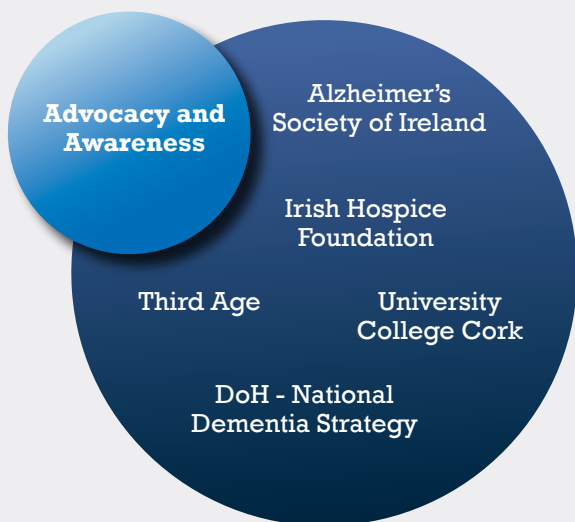 Advocacy and
Awareness
Alzheimer's
Society of Ireland
Irish Hospice
Foundation
Third Age
University
College Cork
DoH - National
Dementia Strategy